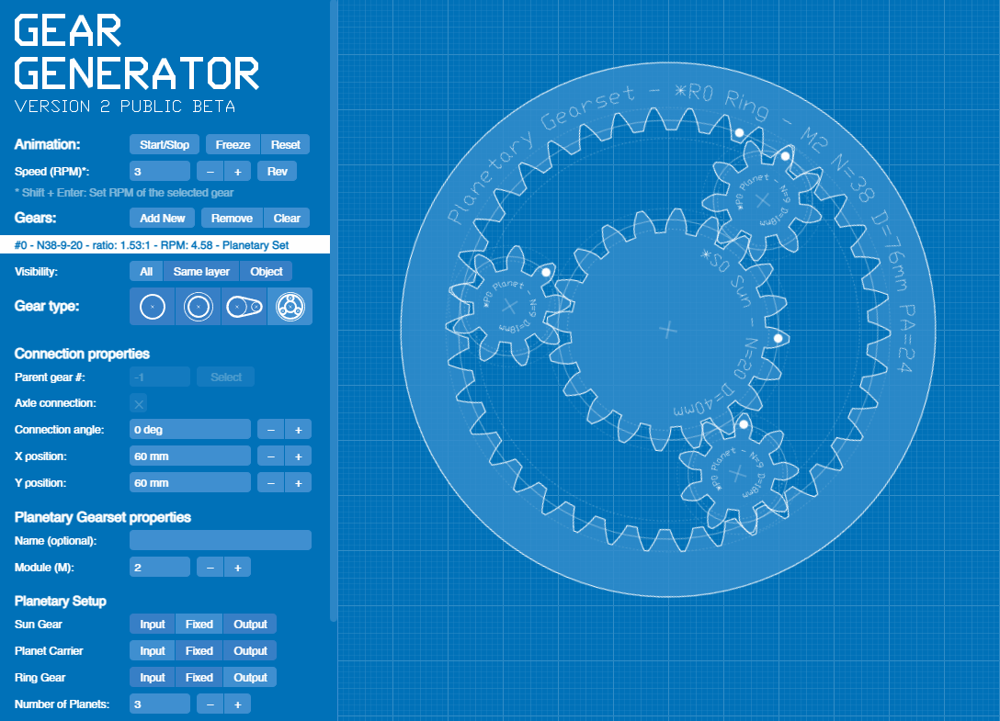 GEAR
GENERATOR
VERSION 2 PUBLIC BETA
Animation: Start/Stop Freeze Reset
Speed (RPM)*: 3 – + Rev
* Shift + Enter: Set RPM of the selected gear
Gears: Add New Remove Clear
#0 - N38-9-20 - ratio: 1.53:1 - RPM: 4.58 - Planetary Set
Visibility: All Same layer Object
Gear type:
Connection properties
Parent gear #: -1 Select
Axle connection: ×
Connection angle: 0 deg – +
X position: 60 mm – +
Y position: 60 mm – +
Planetary Gearset properties
Name (optional):
Module (M): 2 – +
Planetary Setup
Sun Gear Input Fixed Output
Planet Carrier Input Fixed Output
Ring Gear Input Fixed Output
Number of Planets: 3 – +
Planetary Gearset - *R0 Ring - M2 N=38 D=76mm PA=24
*P0 Planet - N=9 D=18mm
*S0 Sun - N=20 D=40mm
*P0 Planet - N=9 D=18mm
*P0 Planet - N=9 D=18mm